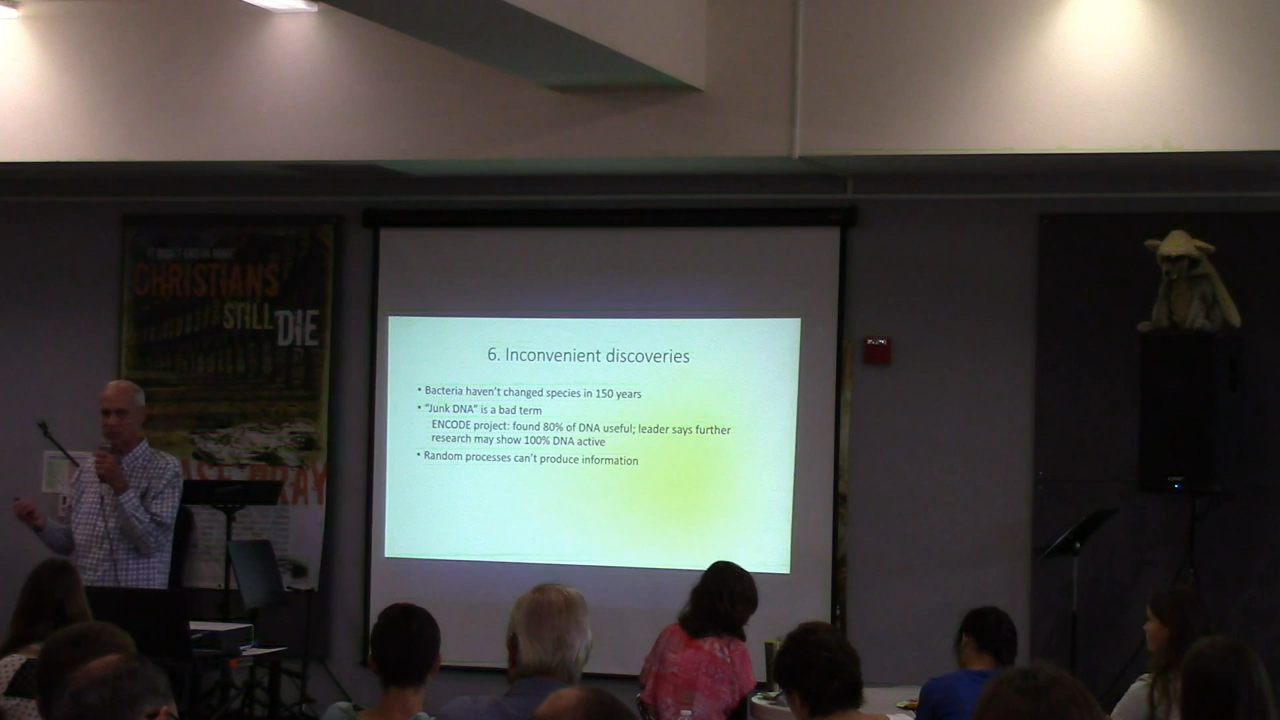 CHRISTIANS
STILL
DIE
PRAY
6. Inconvenient discoveries
• Bacteria haven't changed species in 150 years
• "Junk DNA" is a bad term
ENCODE project: found 80% of DNA useful; leader says further
research may show 100% DNA active
• Random processes can't produce information